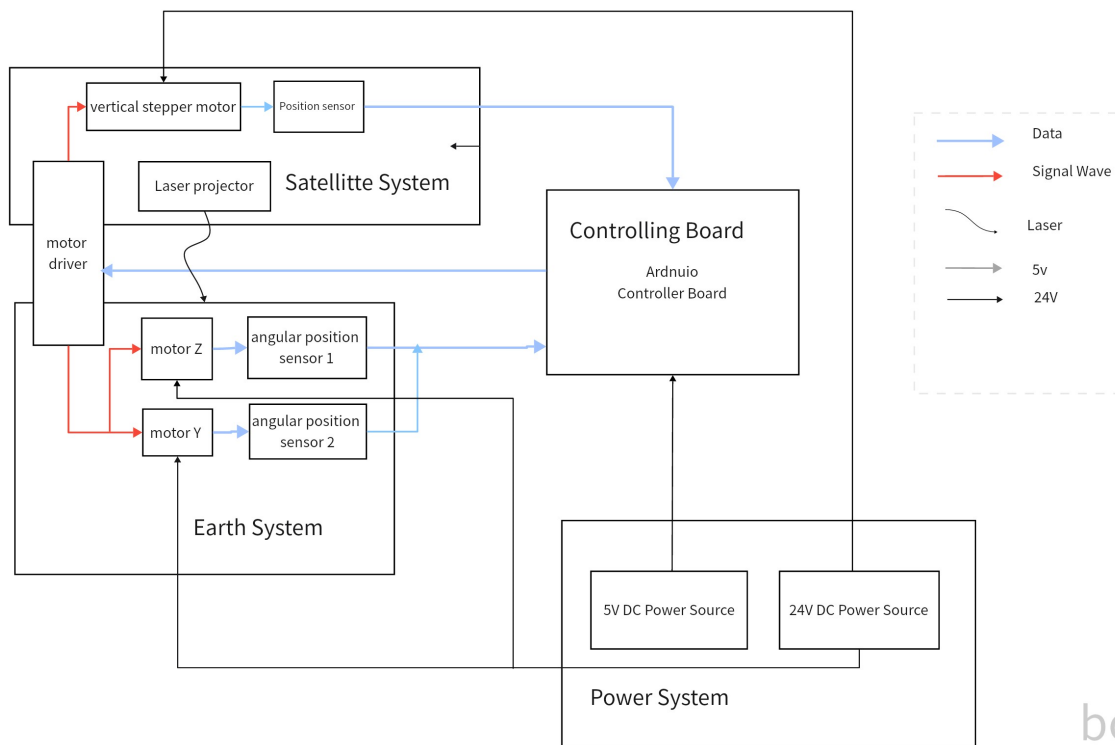 vertical stepper motor
Position sensor
Laser projector
Satellitte System
motor
driver
Controlling Board
Ardnuio
Controller Board
motor Z
angular position
sensor 1
motor Y
angular position
sensor 2
Earth System
5V DC Power Source
24V DC Power Source
Power System
Data
Signal Wave
Laser
5v
24V